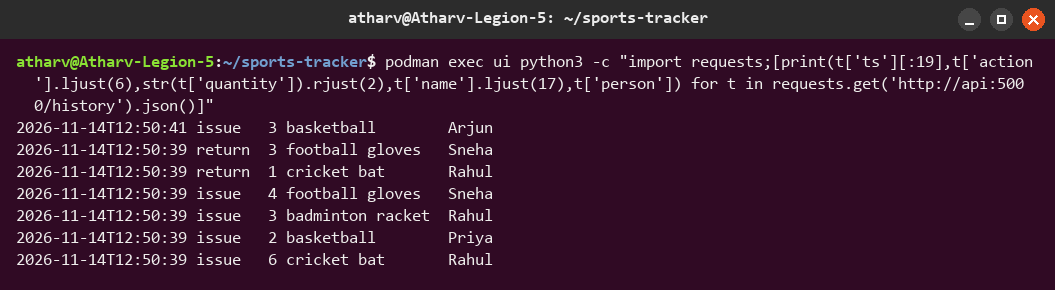 atharv@Atharv-Legion-5: ~/sports-tracker
atharv@Atharv-Legion-5:~/sports-tracker$ podman exec ui python3 -c "import requests;[print(t['ts'][:19],t['action
'].ljust(6),str(t['quantity']).rjust(2),t['name'].ljust(17),t['person']) for t in requests.get('http://api:500
0/history').json()]"
2026-11-14T12:50:41 issue   3 basketball        Arjun
2026-11-14T12:50:39 return  3 football gloves   Sneha
2026-11-14T12:50:39 return  1 cricket bat       Rahul
2026-11-14T12:50:39 issue   4 football gloves   Sneha
2026-11-14T12:50:39 issue   3 badminton racket  Rahul
2026-11-14T12:50:39 issue   2 basketball        Priya
2026-11-14T12:50:39 issue   6 cricket bat       Rahul